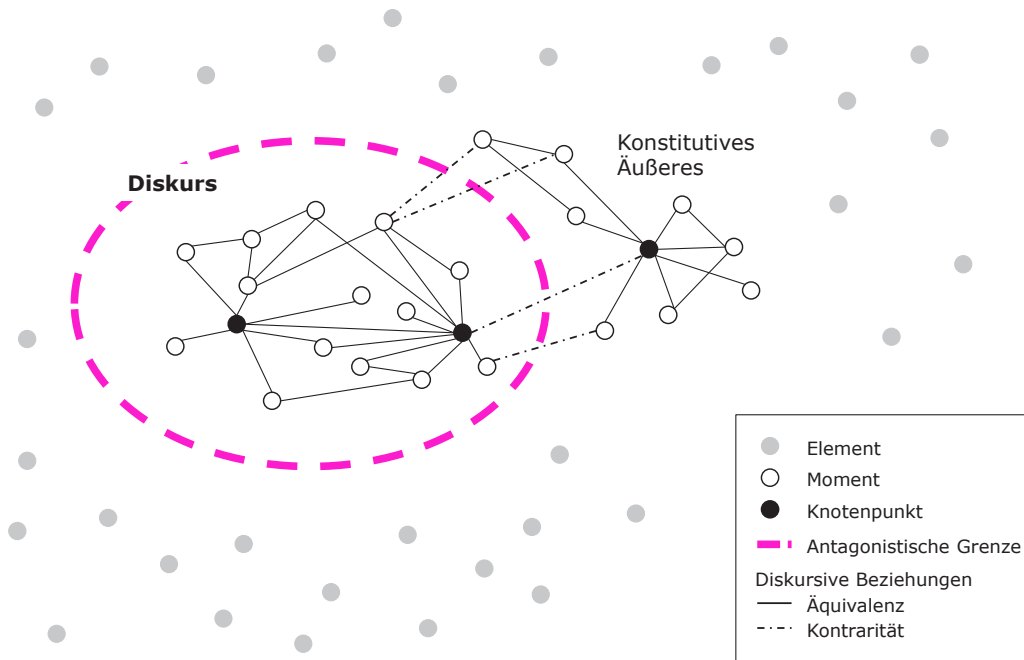 Konstitutives
Äußeres
Diskurs
Element
Moment
Knotenpunkt
Antagonistische Grenze
Diskursive Beziehungen
Äquivalenz
Kontrarität